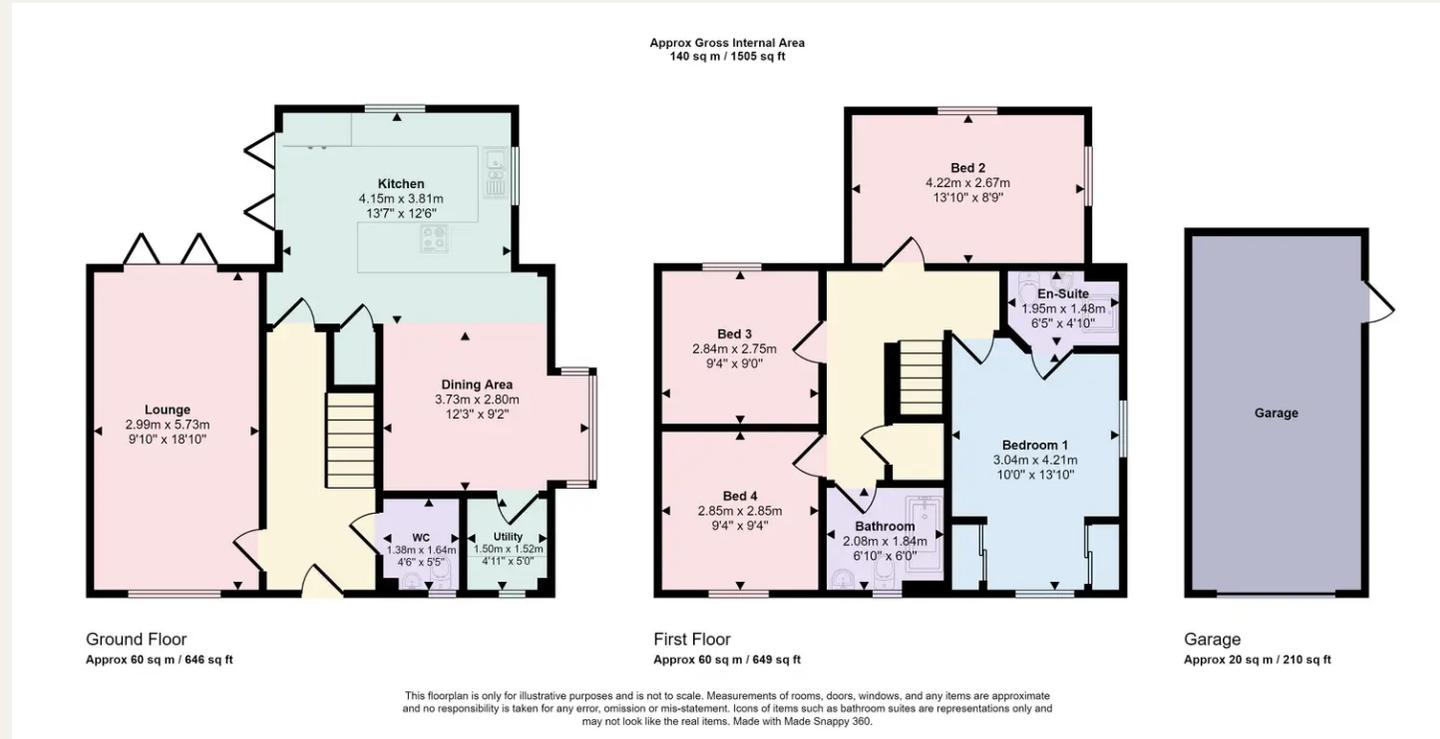 Approx Gross Internal Area
140 sq m / 1505 sq ft
Kitchen
4.15m x 3.81m
13'7" x 12'6"
Lounge
2.99m x 5.73m
9'10" x 18'10"
Dining Area
3.73m x 2.80m
12'3" x 9'2"
WC
1.38m x 1.64m
4'6" x 5'5"
Utility
1.50m x 1.52m
4'11" x 5'0"
Ground Floor
Approx 60 sq m / 646 sq ft
Bed 2
4.22m x 2.67m
13'10" x 8'9"
En-Suite
1.95m x 1.48m
6'5" x 4'10"
Bed 3
2.84m x 2.75m
9'4" x 9'0"
Bedroom 1
3.04m x 4.21m
10'0" x 13'10"
Bed 4
2.85m x 2.85m
9'4" x 9'4"
Bathroom
2.08m x 1.84m
6'10" x 6'0"
First Floor
Approx 60 sq m / 649 sq ft
Garage
Garage
Approx 20 sq m / 210 sq ft
This floorplan is only for illustrative purposes and is not to scale. Measurements of rooms, doors, windows, and any items are approximate
and no responsibility is taken for any error, omission or mis-statement. Icons of items such as bathroom suites are representations only and
may not look like the real items. Made with Made Snappy 360.